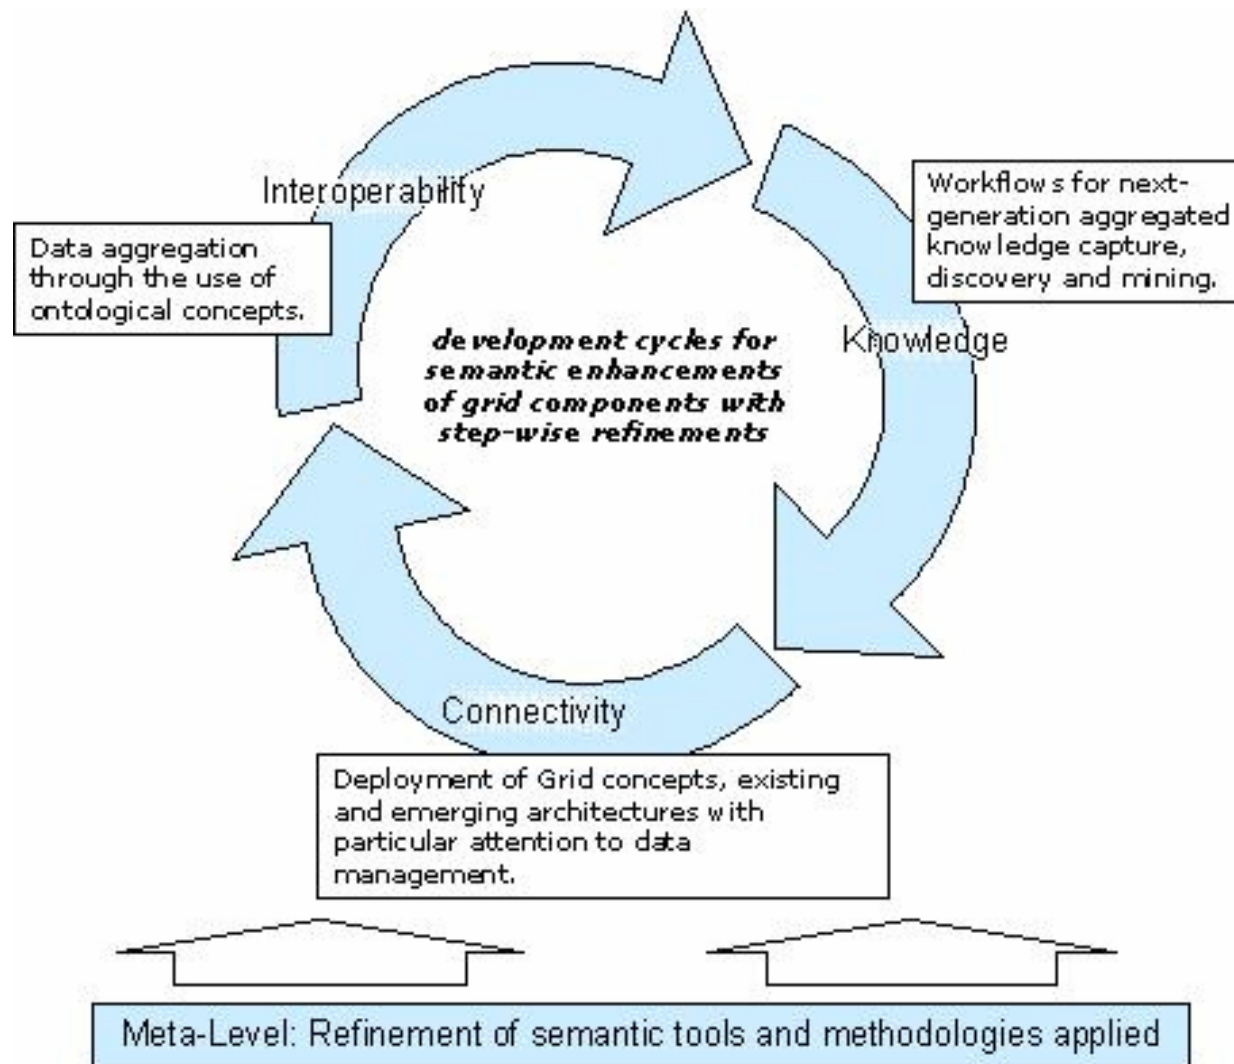 Interoperability
Data aggregation
through the use of
ontological concepts.
Workflows for next-
generation aggregated
knowledge capture,
discovery and mining.
Knowledge
development cycles for
semantic enhancements
of grid components with
step-wise refinements
Connectivity
Deployment of Grid concepts, existing
and emerging architectures with
particular attention to data
management.
Meta-Level: Refinement of semantic tools and methodologies applied